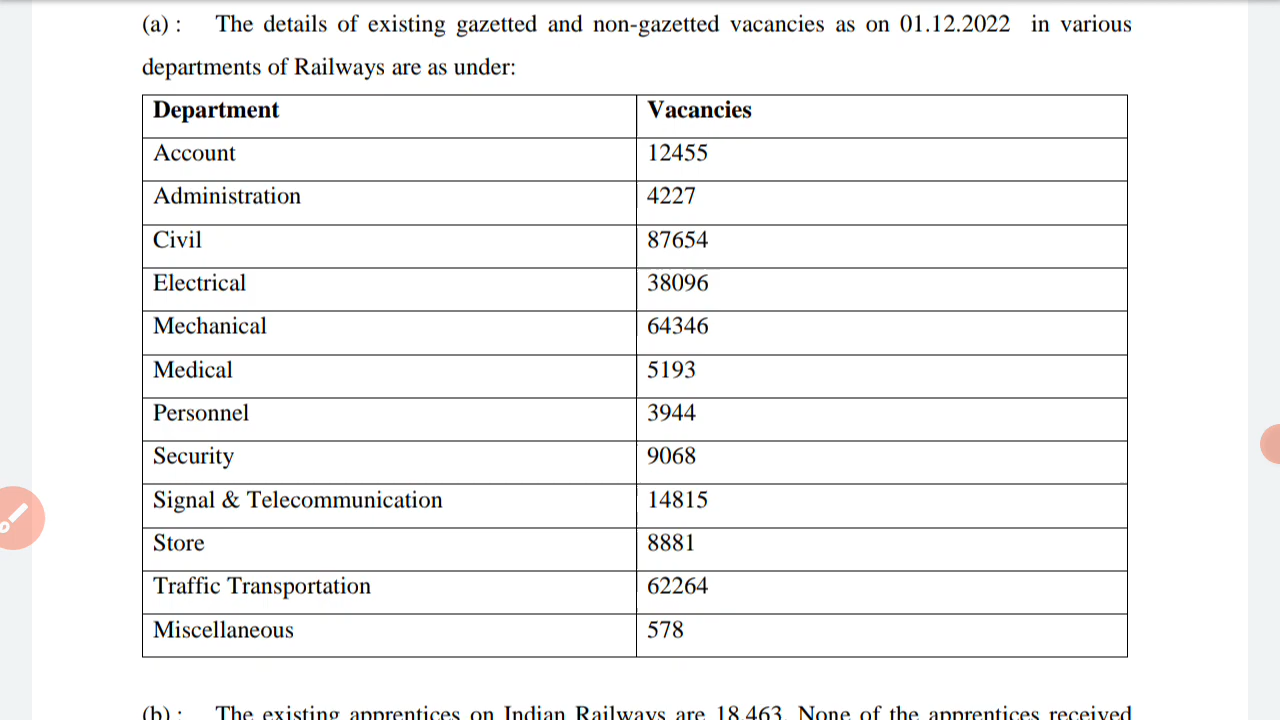 (a) : The details of existing gazetted and non-gazetted vacancies as on 01.12.2022 in various
departments of Railways are as under:
Department Vacancies
Account 12455
Administration 4227
Civil 87654
Electrical 38096
Mechanical 64346
Medical 5193
Personnel 3944
Security 9068
Signal & Telecommunication 14815
Store 8881
Traffic Transportation 62264
Miscellaneous 578
(b) : The existing apprentices on Indian Railways are 18,463. None of the apprentices received